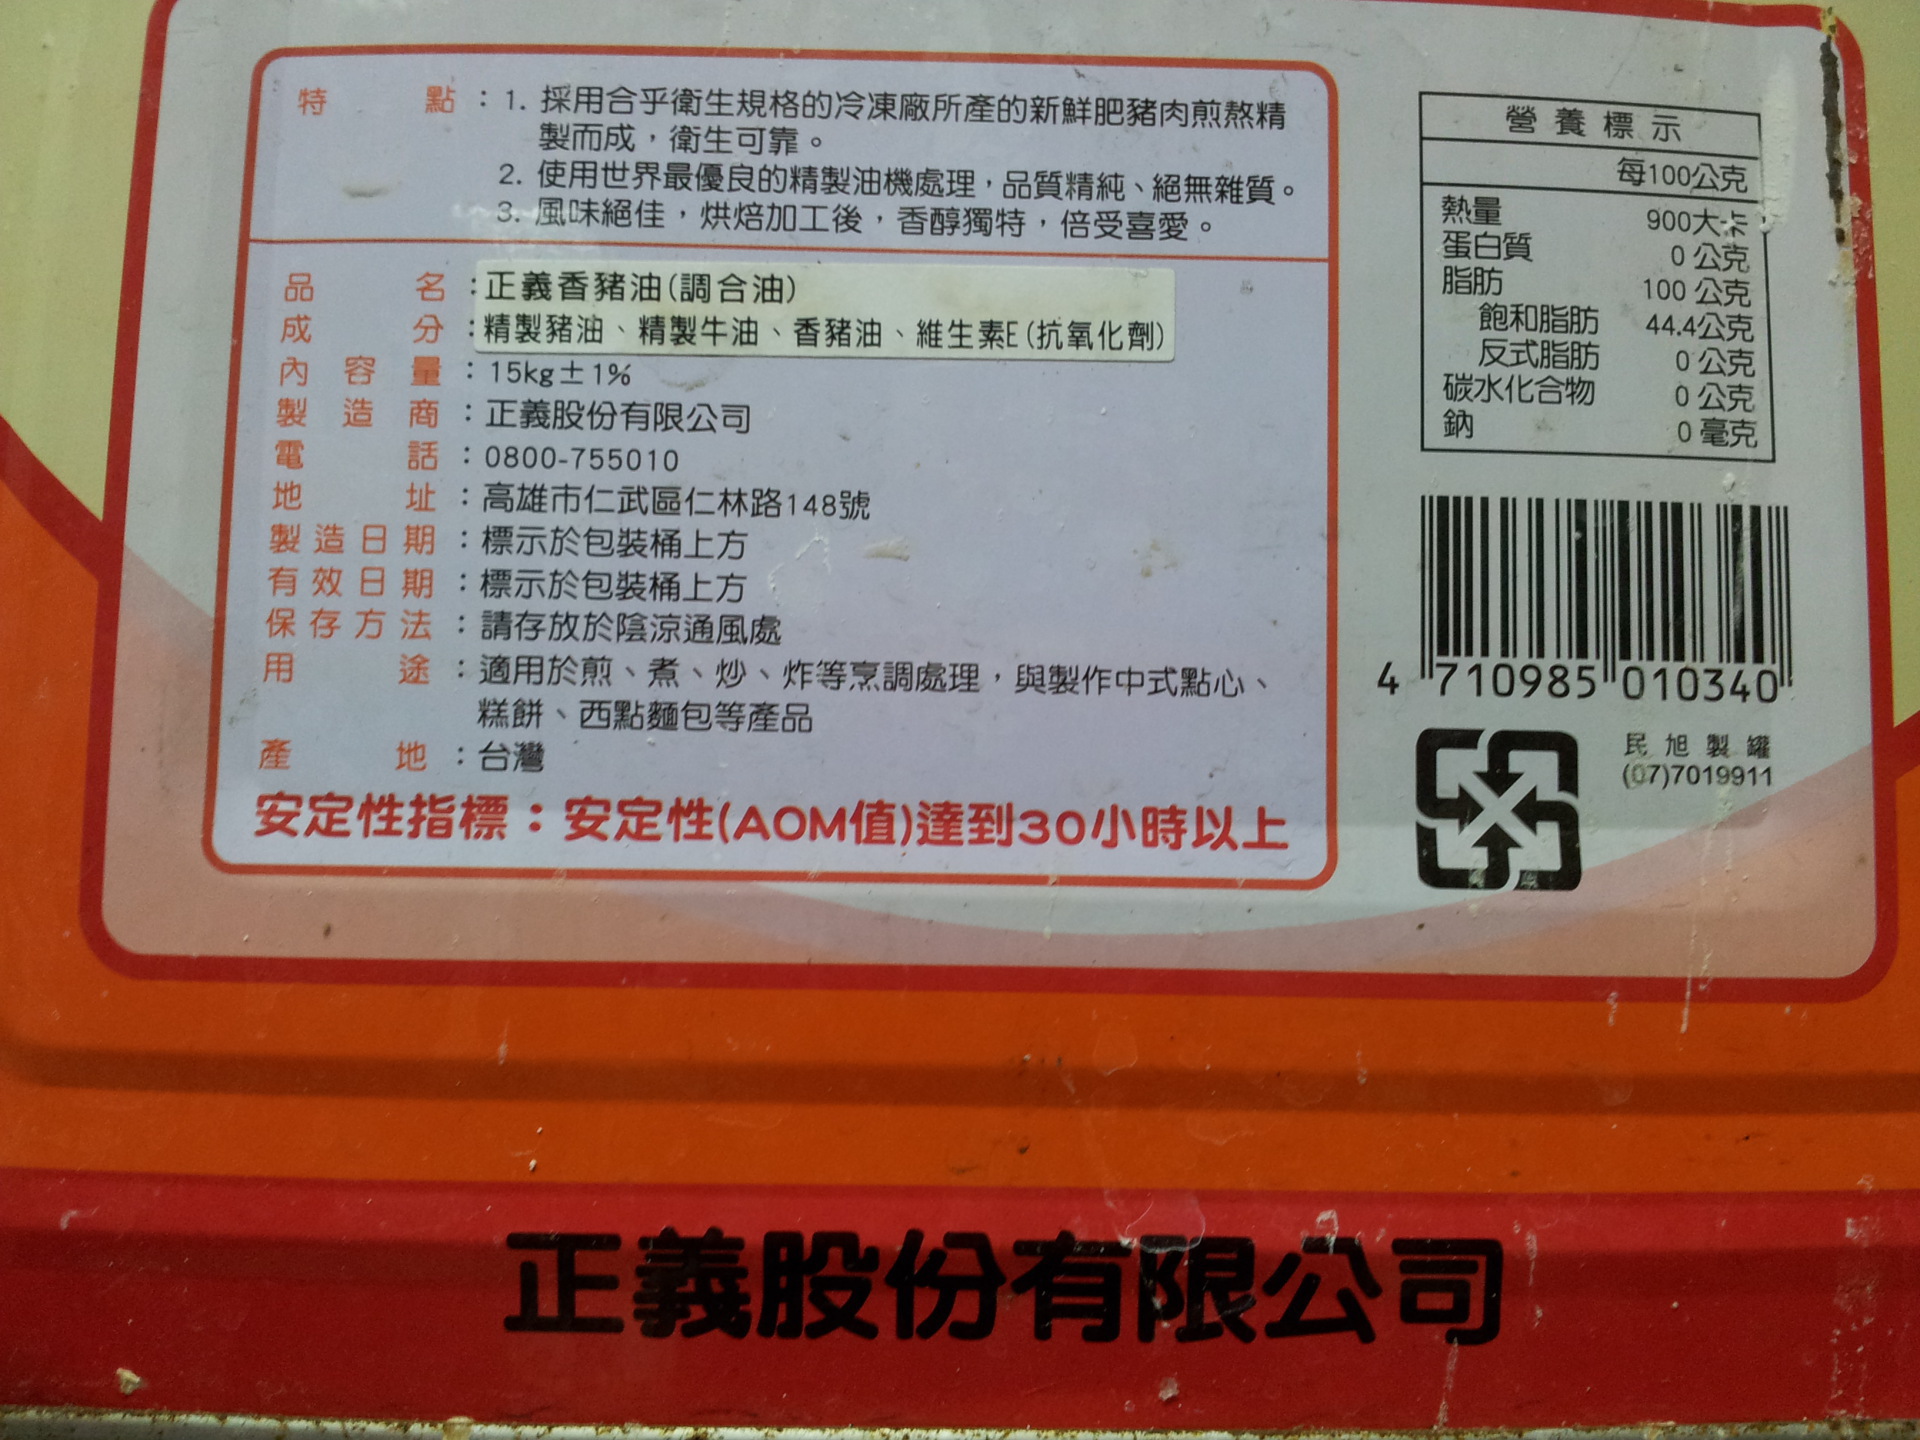 特點：1. 採用合乎衛生規格的冷凍廠所產的新鮮肥豬肉煎熬精
製而成，衛生可靠。
2. 使用世界最優良的精製油機處理，品質精純、絕無雜質。
3. 風味絕佳，烘焙加工後，香醇獨特，倍受喜愛。
品名：正義香豬油(調合油)
成分：精製豬油、精製牛油、香豬油、維生素E(抗氧化劑)
內容量：15kg±1%
製造商：正義股份有限公司
電話：0800-755010
地址：高雄市仁武區仁林路148號
製造日期：標示於包裝桶上方
有效日期：標示於包裝桶上方
保存方法：請存放於陰涼通風處
用途：適用於煎、煮、炒、炸等烹調處理，與製作中式點心、
糕餅、西點麵包等產品
產地：台灣
安定性指標：安定性(AOM值)達到30小時以上
營養標示
每100公克
熱量 900大卡
蛋白質 0公克
脂肪 100公克
飽和脂肪 44.4公克
反式脂肪 0公克
碳水化合物 0公克
鈉 0毫克
4 710985 010340
民旭製罐
(07)7019911
正義股份有限公司